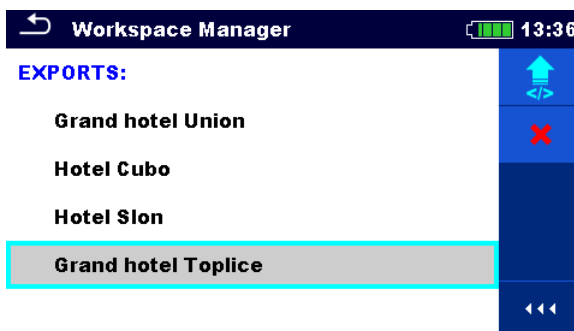 Workspace Manager
13:36
EXPORTS:
</>
Grand hotel Union
Hotel Cubo
Hotel Slon
Grand hotel Toplice